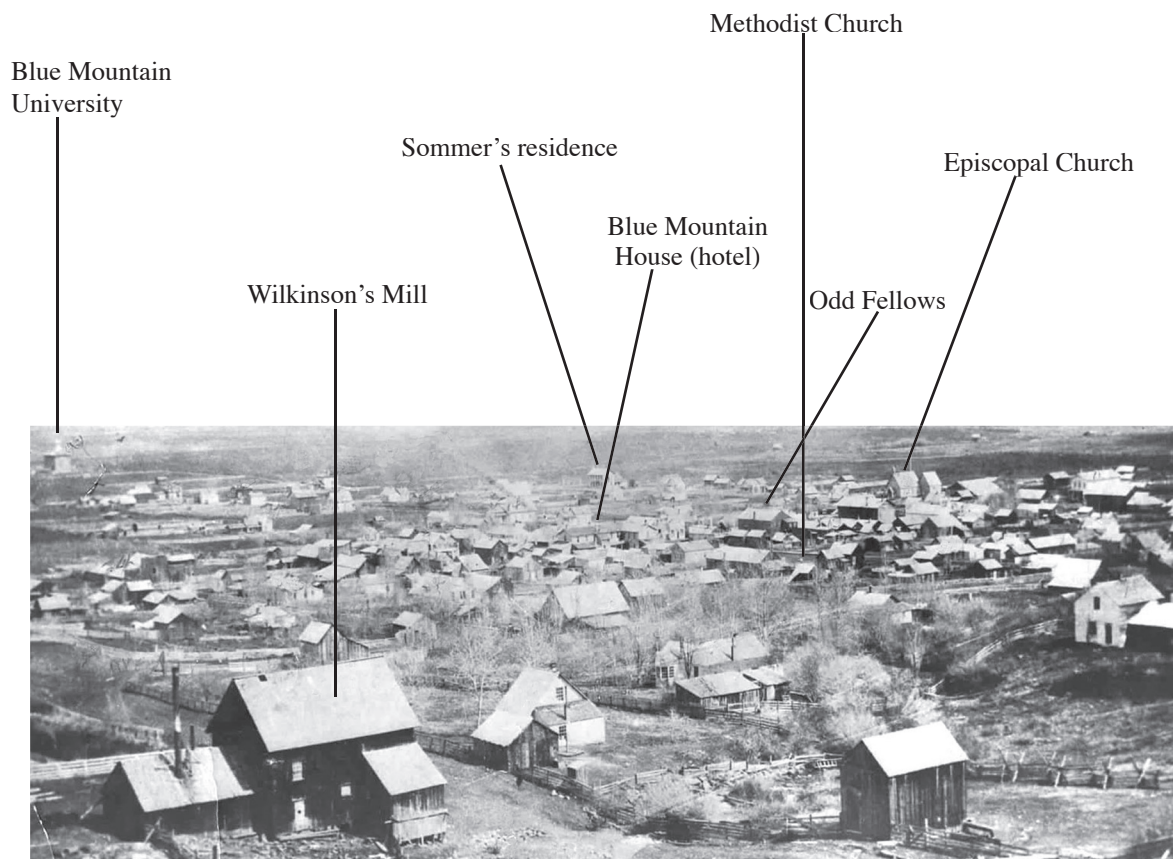 Methodist Church
Blue Mountain
University
Sommer’s residence
Episcopal Church
Blue Mountain
House (hotel)
Wilkinson’s Mill
Odd Fellows